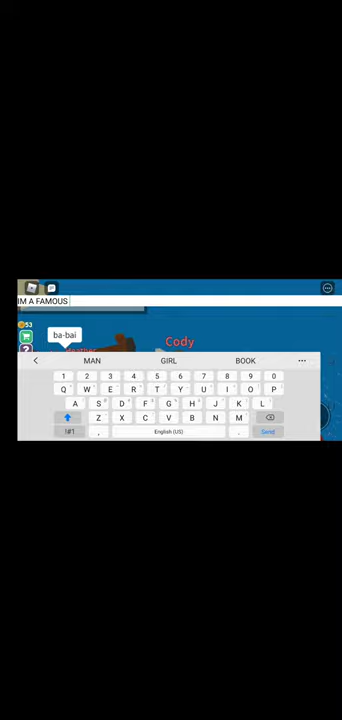 IM A FAMOUS
53
ba-bai
Cody
MAN GIRL BOOK
1 2 3 4 5 6 7 8 9 0
Q W E R T Y U I O P
A S D F G H J K L
Z X C V B N M
!#1 , English (US) . Send